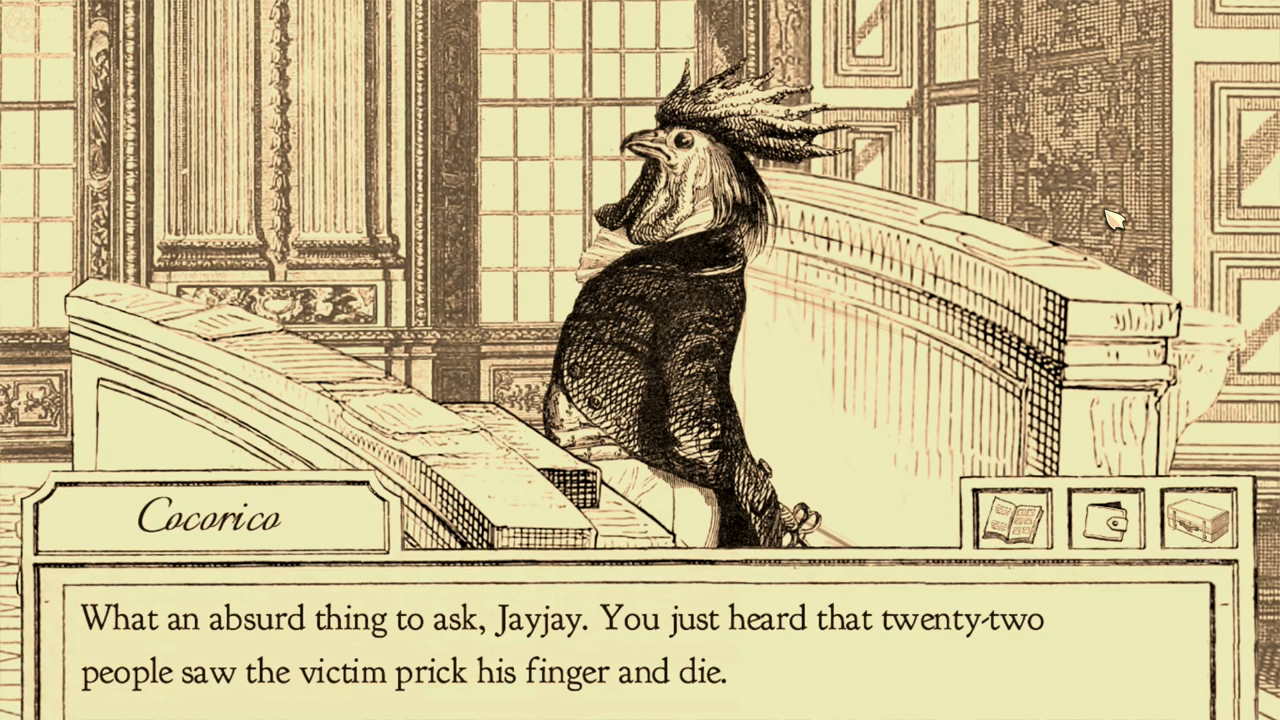 Cocorico
What an absurd thing to ask, Jayjay. You just heard that twenty-two
people saw the victim prick his finger and die.